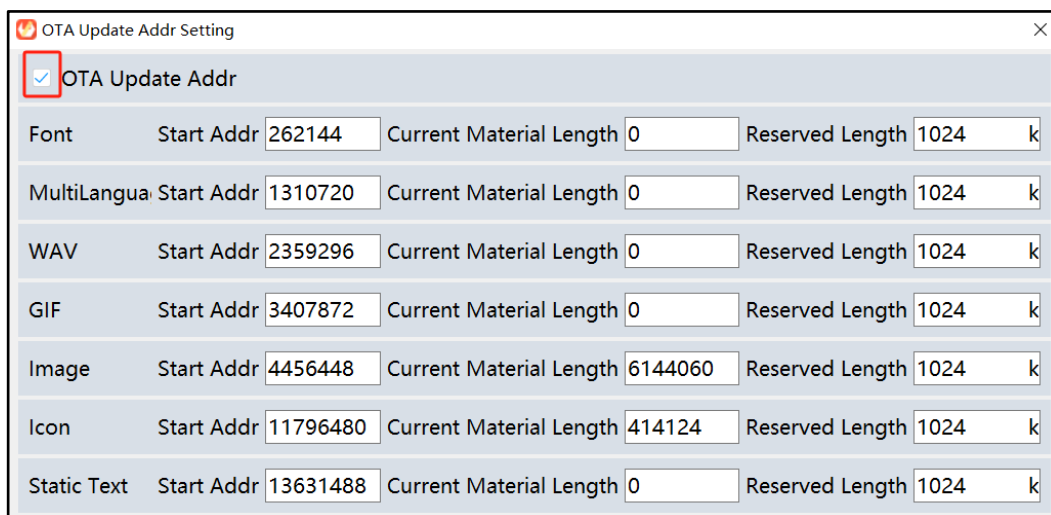 OTA Update Addr Setting
OTA Update Addr
Font Start Addr 262144 Current Material Length 0 Reserved Length 1024 k
MultiLangua Start Addr 1310720 Current Material Length 0 Reserved Length 1024 k
WAV Start Addr 2359296 Current Material Length 0 Reserved Length 1024 k
GIF Start Addr 3407872 Current Material Length 0 Reserved Length 1024 k
Image Start Addr 4456448 Current Material Length 6144060 Reserved Length 1024 k
Icon Start Addr 11796480 Current Material Length 414124 Reserved Length 1024 k
Static Text Start Addr 13631488 Current Material Length 0 Reserved Length 1024 k